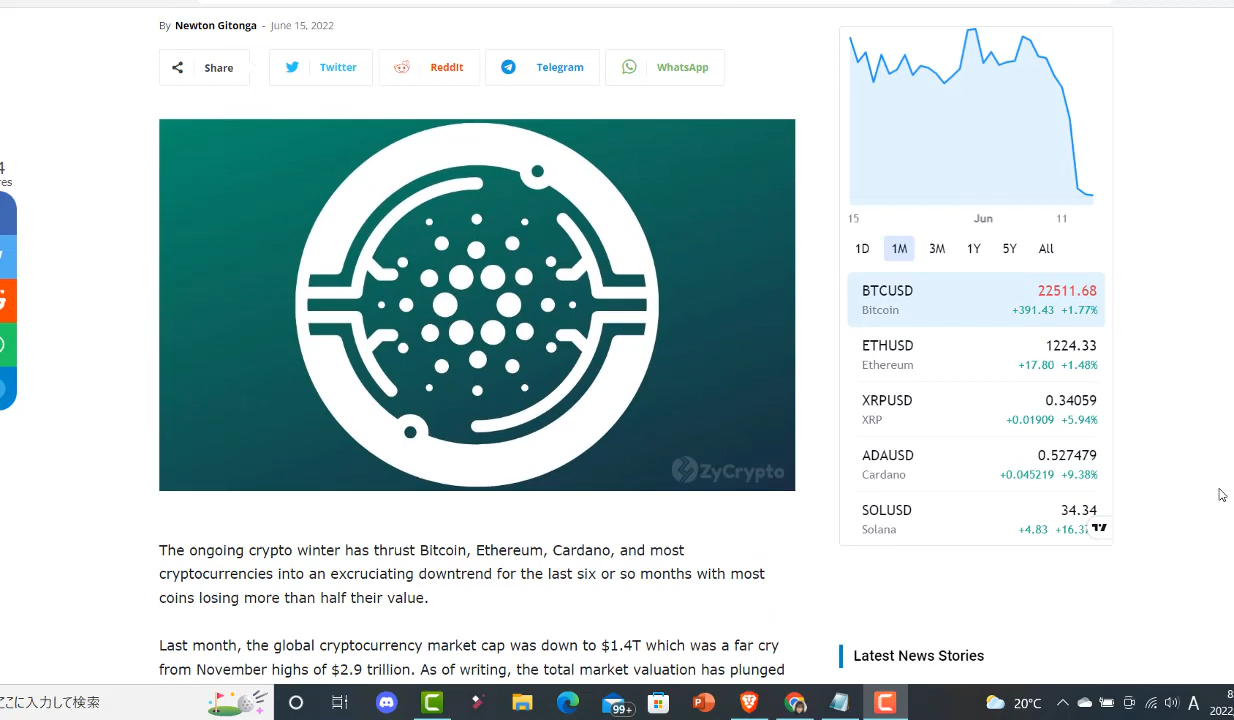 By Newton Gitonga - June 15, 2022
Share
Twitter
ReddIt
Telegram
WhatsApp
4
res
ZyCrypto
The ongoing crypto winter has thrust Bitcoin, Ethereum, Cardano, and most
cryptocurrencies into an excruciating downtrend for the last six or so months with most
coins losing more than half their value.
Last month, the global cryptocurrency market cap was down to $1.4T which was a far cry
from November highs of $2.9 trillion. As of writing, the total market valuation has plunged
15 Jun 11
1D 1M 3M 1Y 5Y All
BTCUSD 22511.68
Bitcoin +391.43 +1.77%
ETHUSD 1224.33
Ethereum +17.80 +1.48%
XRPUSD 0.34059
XRP +0.01909 +5.94%
ADAUSD 0.527479
Cardano +0.045219 +9.38%
SOLUSD 34.34
Solana +4.83 +16.3
Latest News Stories
ここに入力して検索
99+
20°C
A
8
2022